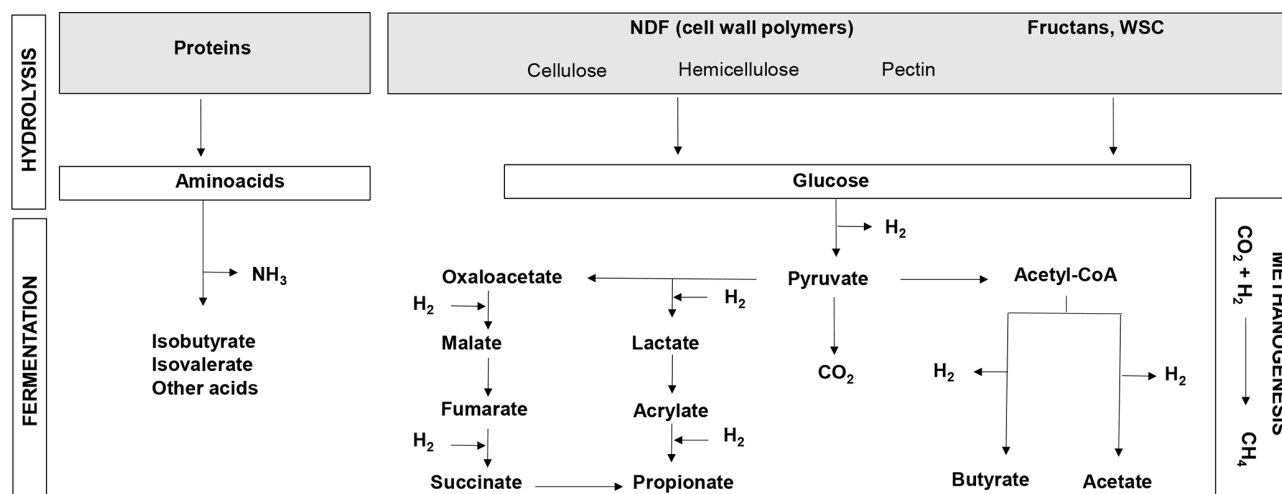 HYDROLYSIS
Proteins
NDF (cell wall polymers)
Fructans, WSC
Cellulose
Hemicellulose
Pectin
Aminoacids
Glucose
FERMENTATION
H2
NH3
Isobutyrate
Isovalerate
Other acids
Oxaloacetate
Pyruvate
Acetyl-CoA
H2
H2
Malate
Lactate
CO2
H2
H2
Fumarate
Acrylate
H2
H2
Succinate
Propionate
Butyrate
Acetate
METHANOGENESIS
CO2 + H2
CH4